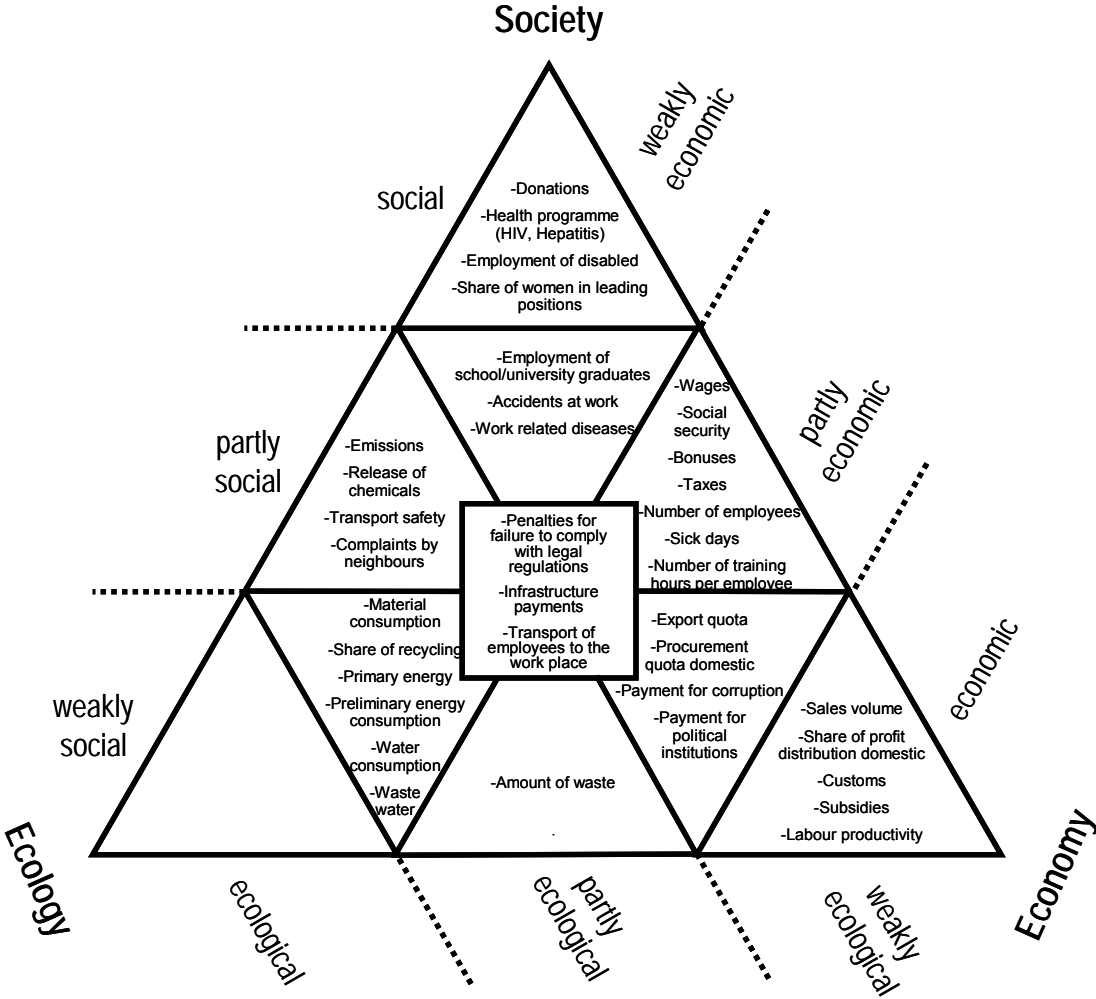 Society
weakly
economic
social
-Donations
-Health programme
(HIV, Hepatitis)
-Employment of disabled
-Share of women in leading
positions
-Employment of
school/university graduates
-Accidents at work
-Work related diseases
partly
economic
-Wages
-Social
security
-Bonuses
-Taxes
-Number of employees
-Sick days
-Number of training
hours per employee
partly
social
-Emissions
-Release of
chemicals
-Transport safety
-Complaints by
neighbours
-Penalties for
failure to comply
with legal
regulations
-Infrastructure
payments
-Transport of
employees to the
work place
-Material
consumption
-Share of recycling
-Primary energy
-Preliminary energy
consumption
-Water
consumption
-Waste
water
-Export quota
-Procurement
quota domestic
-Payment for corruption
-Payment for
political
institutions
economic
weakly
social
-Amount of waste
-Sales volume
-Share of profit
distribution domestic
-Customs
-Subsidies
-Labour productivity
Ecology
Economy
ecological
partly
ecological
weakly
ecological